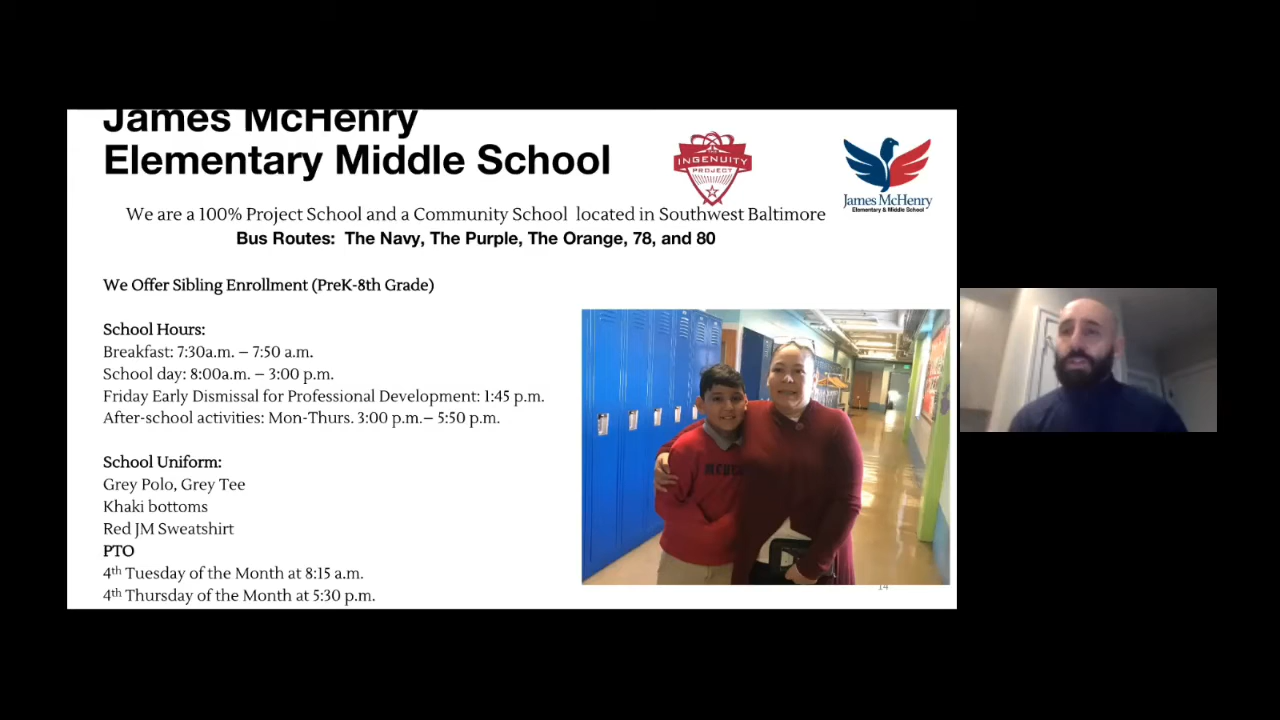 James McHenry
Elementary Middle School
THE
INGENUITY
PROJECT
James McHenry
Elementary & Middle School
We are a 100% Project School and a Community School located in Southwest Baltimore
Bus Routes: The Navy, The Purple, The Orange, 78, and 80
We Offer Sibling Enrollment (PreK-8th Grade)
School Hours:
Breakfast: 7:30a.m. – 7:50 a.m.
School day: 8:00a.m. – 3:00 p.m.
Friday Early Dismissal for Professional Development: 1:45 p.m.
After-school activities: Mon-Thurs. 3:00 p.m.– 5:50 p.m.
School Uniform:
Grey Polo, Grey Tee
Khaki bottoms
Red JM Sweatshirt
PTO
4th Tuesday of the Month at 8:15 a.m.
4th Thursday of the Month at 5:30 p.m.
14